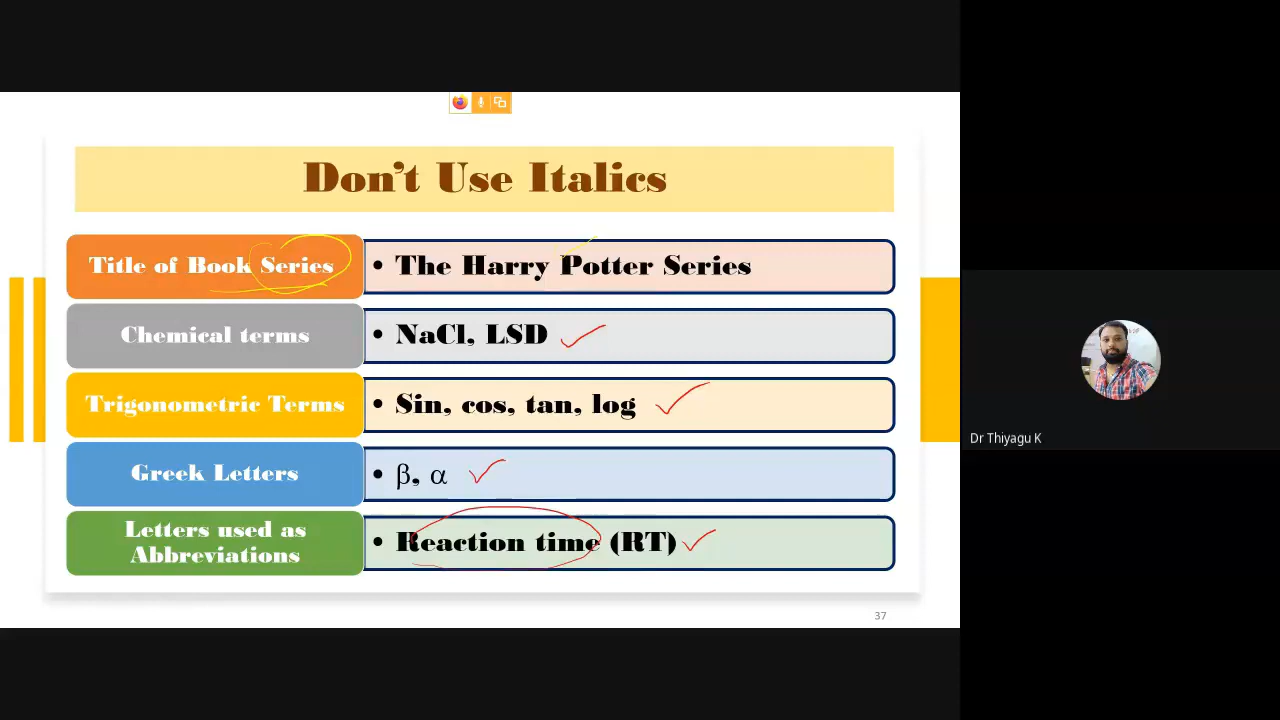 Don't Use Italics
Title of Book Series
• The Harry Potter Series
Chemical terms
• NaCl, LSD
Trigonometric Terms
• Sin, cos, tan, log
Greek Letters
• β, α
Letters used as
Abbreviations
• Reaction time (RT)
37
Dr Thiyagu K